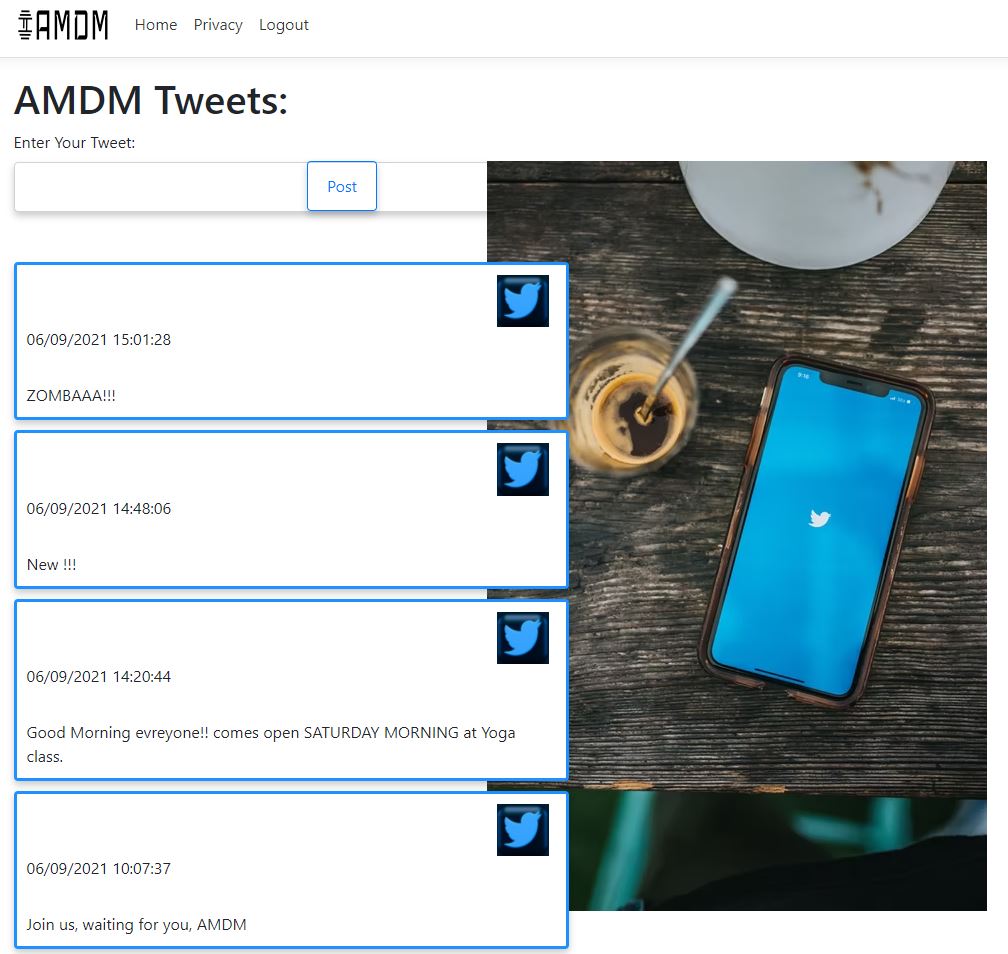 AMDM
Home Privacy Logout
AMDM Tweets:
Enter Your Tweet:
Post
06/09/2021 15:01:28
ZOMBAAA!!!
06/09/2021 14:48:06
New !!!
06/09/2021 14:20:44
Good Morning evreyone!! comes open SATURDAY MORNING at Yoga
class.
06/09/2021 10:07:37
Join us, waiting for you, AMDM